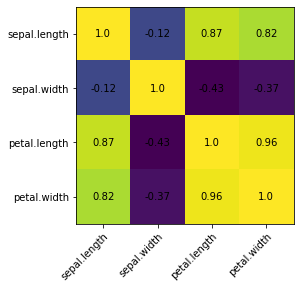 sepal.length 1.0 -0.12 0.87 0.82
sepal.width -0.12 1.0 -0.43 -0.37
petal.length 0.87 -0.43 1.0 0.96
petal.width 0.82 -0.37 0.96 1.0
sepal.length sepal.width petal.length petal.width